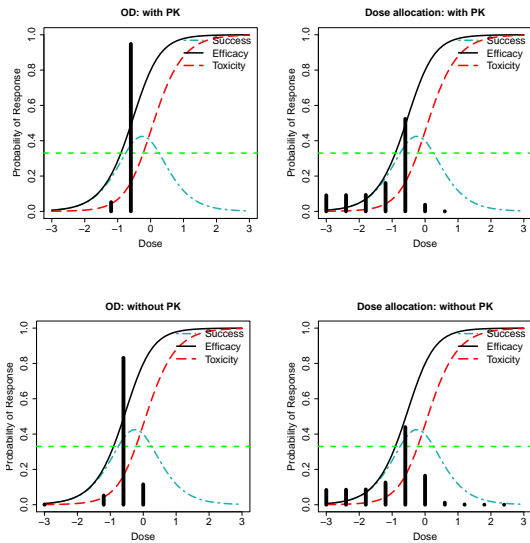 OD: with PK
Probability of Response
0.0 0.2 0.4 0.6 0.8 1.0
Success
Efficacy
Toxicity
−3 −2 −1 0 1 2 3
Dose
Dose allocation: with PK
Probability of Response
0.0 0.2 0.4 0.6 0.8 1.0
Success
Efficacy
Toxicity
−3 −2 −1 0 1 2 3
Dose
OD: without PK
Probability of Response
0.0 0.2 0.4 0.6 0.8 1.0
Success
Efficacy
Toxicity
−3 −2 −1 0 1 2 3
Dose
Dose allocation: without PK
Probability of Response
0.0 0.2 0.4 0.6 0.8 1.0
Success
Efficacy
Toxicity
−3 −2 −1 0 1 2 3
Dose